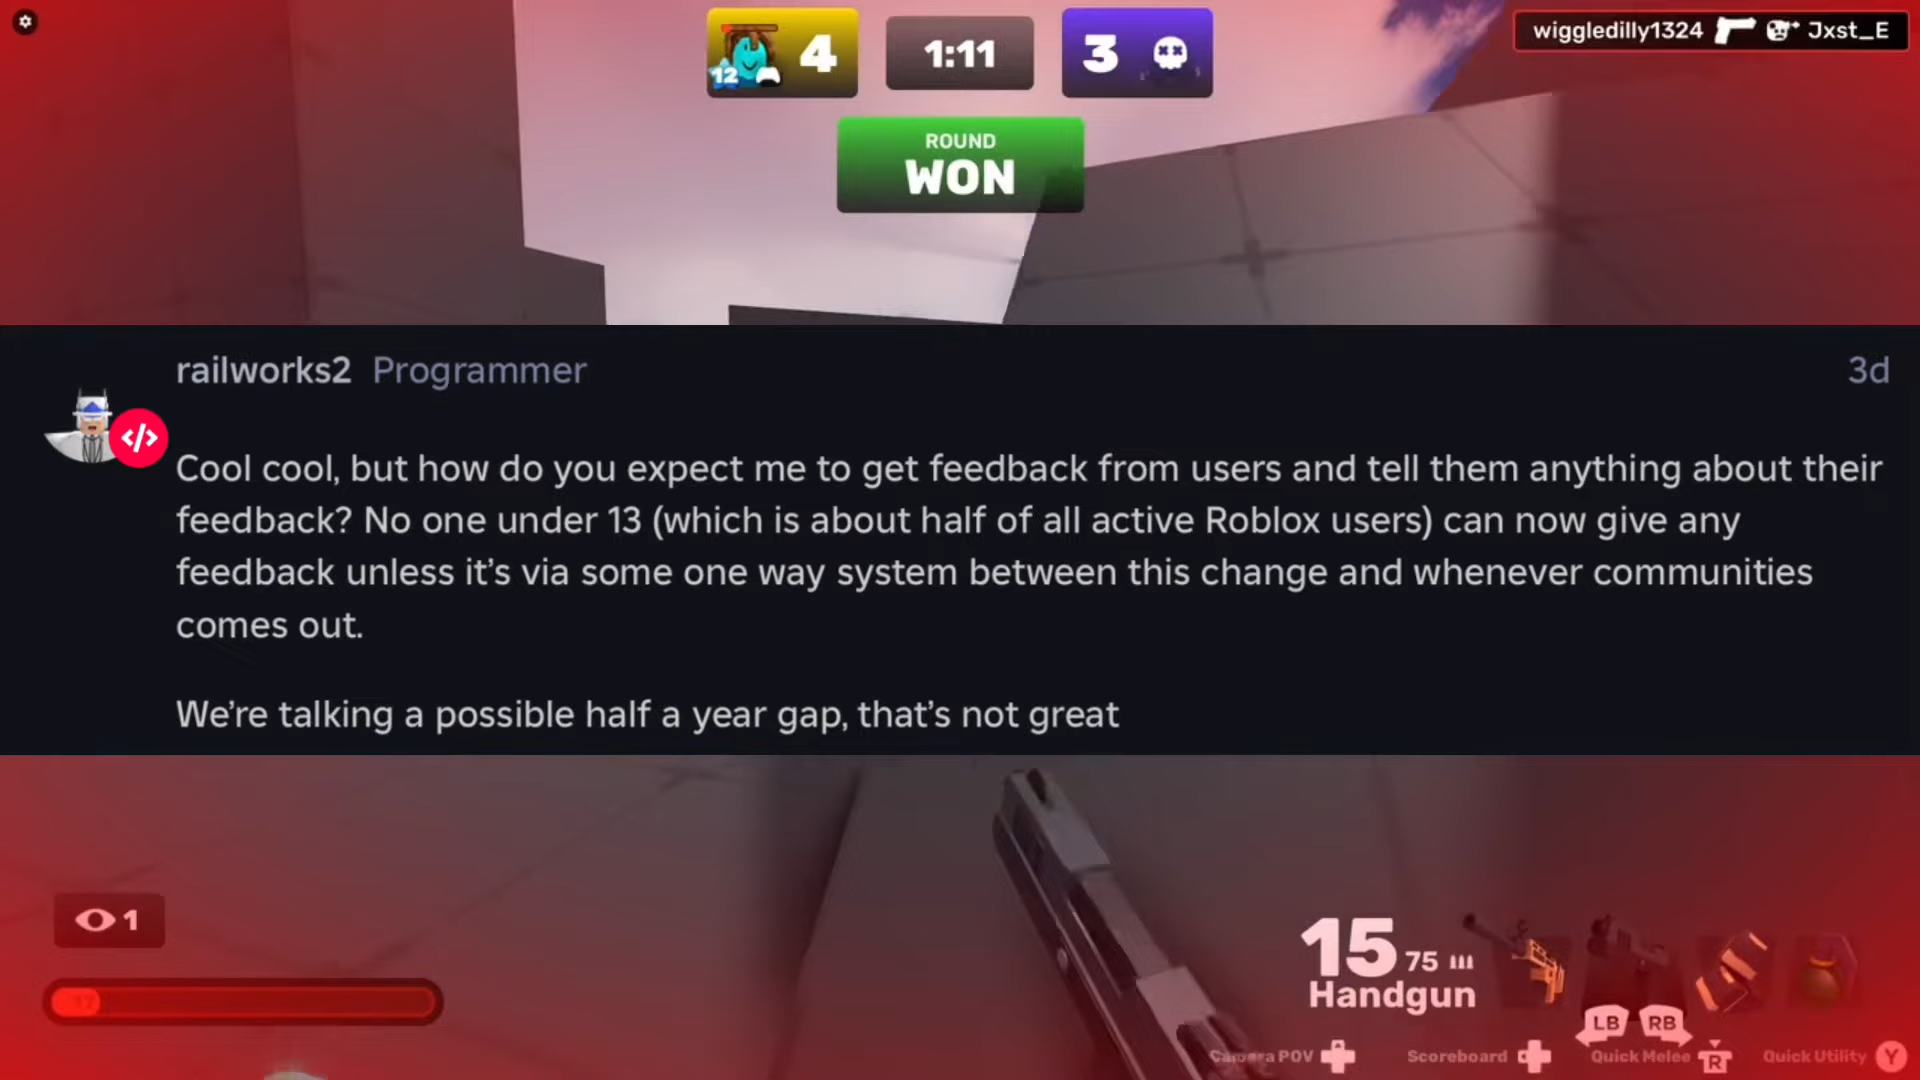 12
4
1:11
3
wiggledilly1324 Jxst_E
ROUND
WON
railworks2 Programmer 3d
</>
Cool cool, but how do you expect me to get feedback from users and tell them anything about their
feedback? No one under 13 (which is about half of all active Roblox users) can now give any
feedback unless it's via some one way system between this change and whenever communities
comes out.
We're talking a possible half a year gap, that's not great
1
15 75
Handgun
LB RB
Camera POV Scoreboard Quick Melee R Quick Utility Y